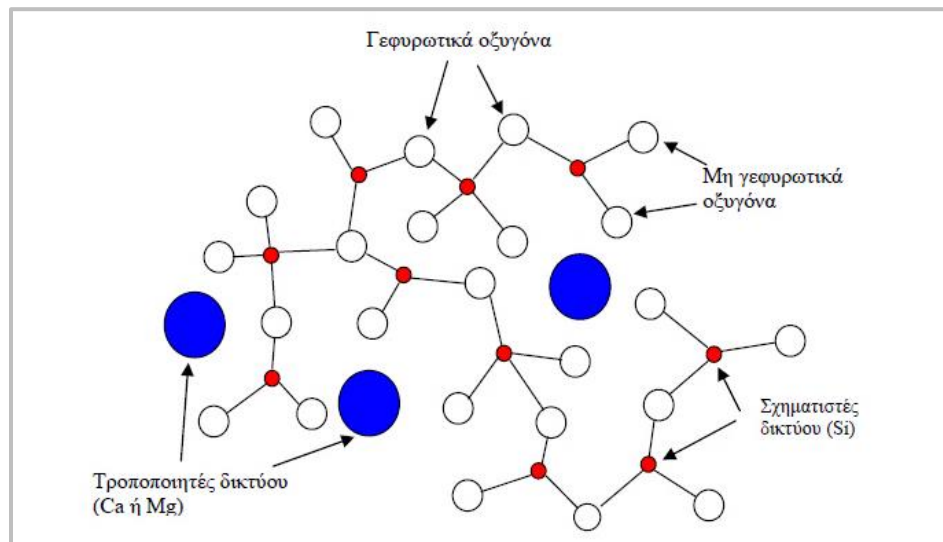 Γεφυρωτικά οξυγόνα
Μη γεφυρωτικά
οξυγόνα
Σχηματιστές
δικτύου (Si)
Τροποποιητές δικτύου
(Ca ή Mg)